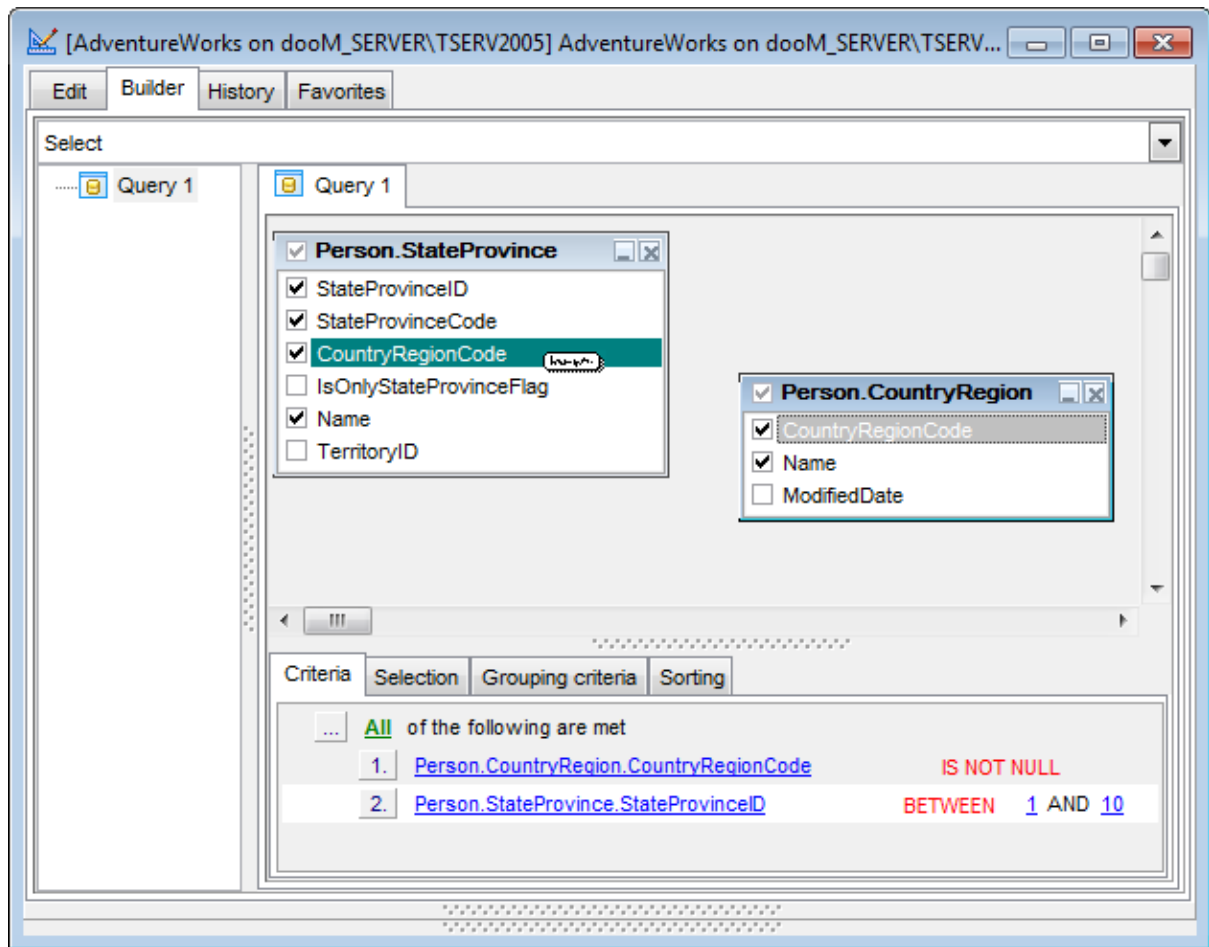 [AdventureWorks on dooM_SERVER\TSERV2005] AdventureWorks on dooM_SERVER\TSERV...
Edit Builder History Favorites
Select
Query 1
Query 1
Person.StateProvince
StateProvinceID
StateProvinceCode
CountryRegionCode
IsOnlyStateProvinceFlag
Name
TerritoryID
Person.CountryRegion
CountryRegionCode
Name
ModifiedDate
Criteria Selection Grouping criteria Sorting
... All of the following are met
1. Person.CountryRegion.CountryRegionCode IS NOT NULL
2. Person.StateProvince.StateProvinceID BETWEEN 1 AND 10